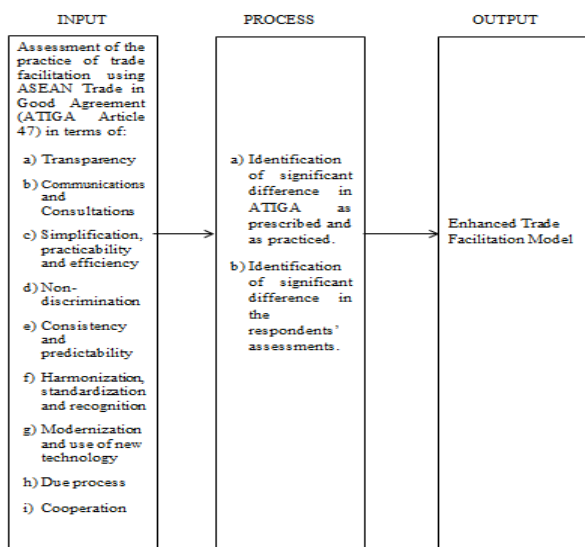 INPUT
PROCESS
OUTPUT
Assessment of the
practice of trade
facilitation using
ASEAN Trade in
Good Agreement
(ATIGA Article
47) in terms of:
a) Transparency
b) Communications
and
Consultations
c) Simplification,
practicability
and efficiency
d) Non-
discrimination
e) Consistency
and
predictability
f) Harmonization,
standardization
and recognition
g) Modernization
and use of new
technology
h) Due process
i) Cooperation
a) Identification
of significant
difference in
ATIGA as
prescribed and
as practiced.
b) Identification
of significant
difference in
the
respondents'
assessments.
Enhanced Trade
Facilitation Model